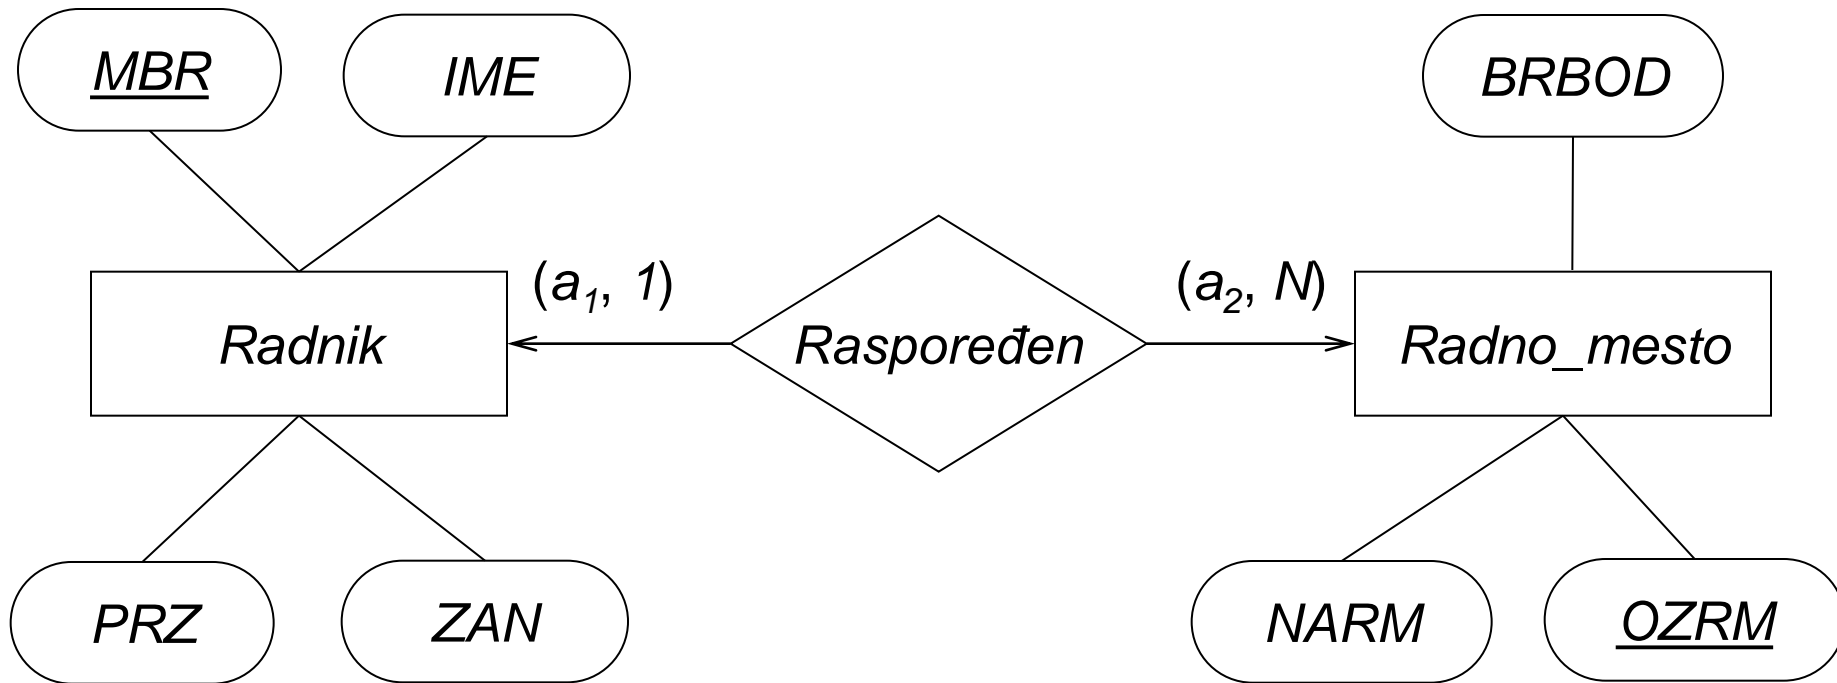 MBR
IME
BRBOD
(a₁, 1)
(a₂, N)
Radnik
Raspoređen
Radno_mesto
PRZ
ZAN
NARM
OZRM